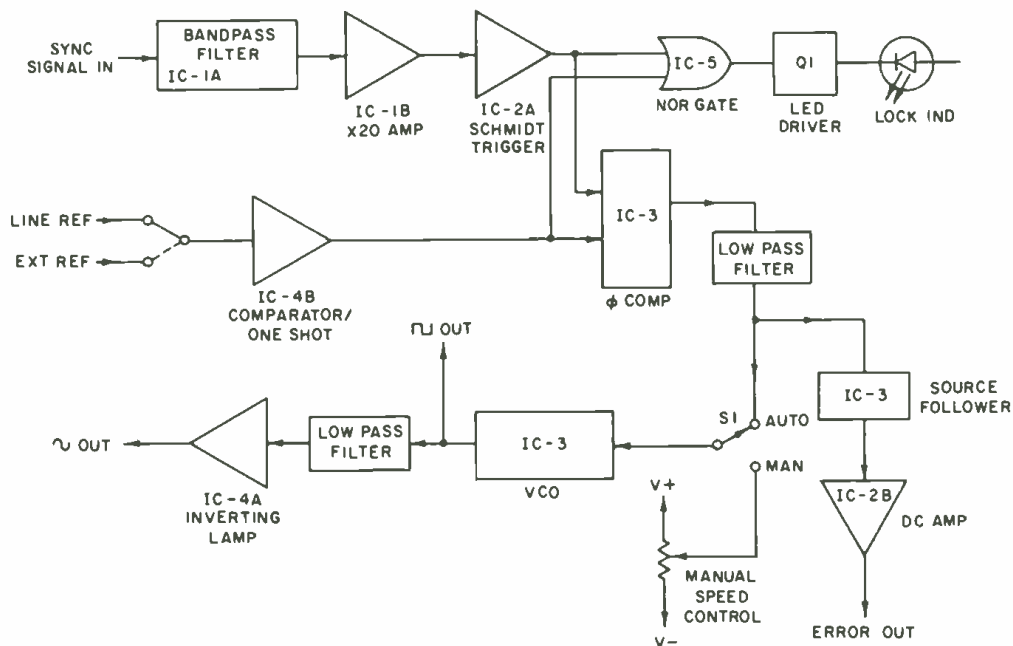 SYNC
SIGNAL IN
BANDPASS
FILTER
IC-1A
IC-1B
X20 AMP
IC-2A
SCHMIDT
TRIGGER
IC-5
NOR GATE
Q1
LED
DRIVER
LOCK IND
LINE REF
EXT REF
IC-4B
COMPARATOR/
ONE SHOT
IC-3
φ COMP
LOW PASS
FILTER
OUT
IC-3
SOURCE
FOLLOWER
S1
AUTO
MAN
IC-3
VCO
LOW PASS
FILTER
∿ OUT
IC-4A
INVERTING
LAMP
V+
MANUAL
SPEED
CONTROL
V-
IC-2B
DC AMP
ERROR OUT